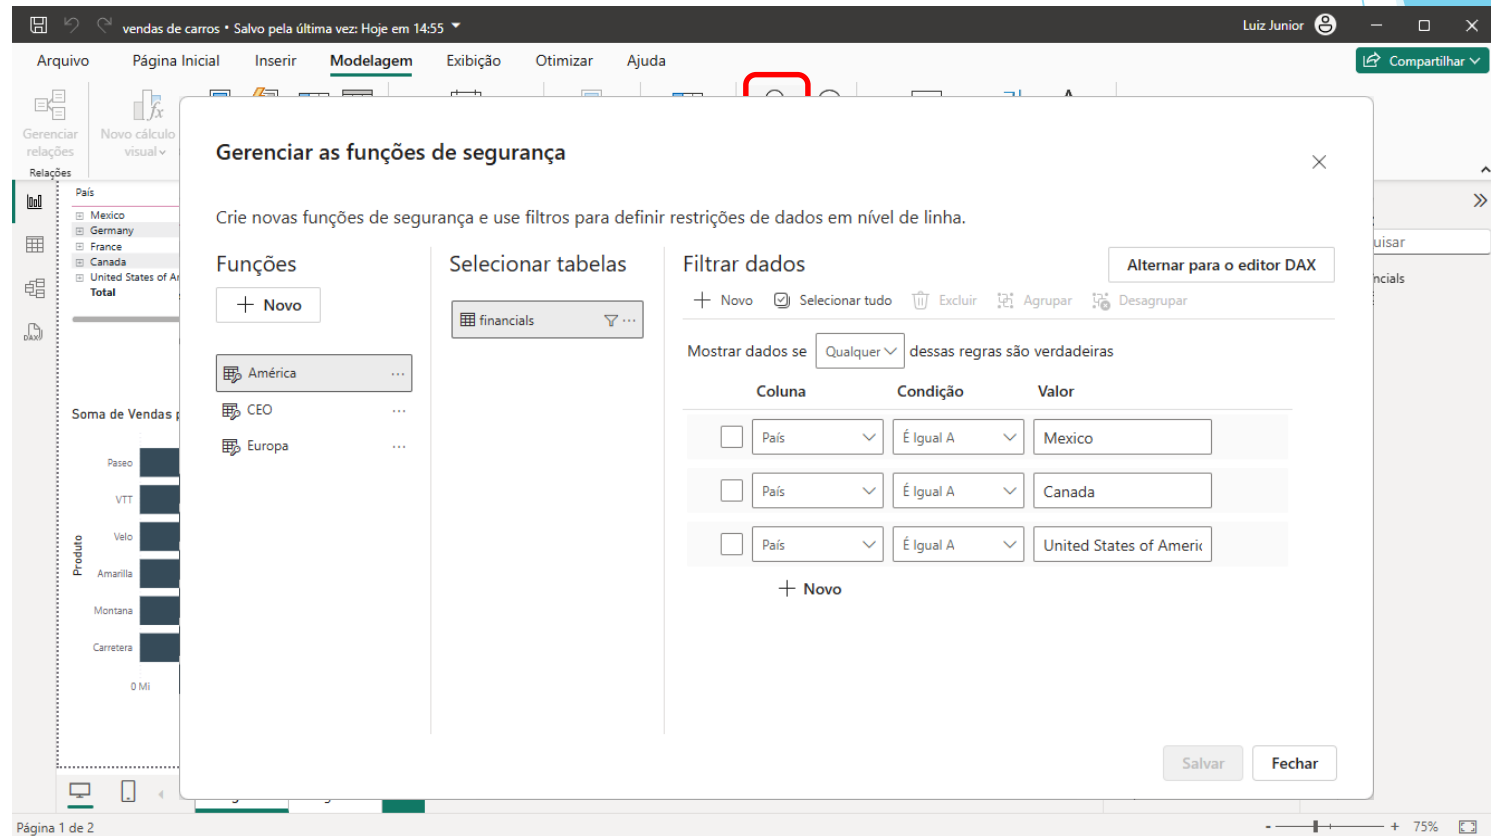 vendas de carros • Salvo pela última vez: Hoje em 14:55
Luiz Junior
Arquivo Página Inicial Inserir Modelagem Exibição Otimizar Ajuda
Compartilhar
Gerenciar relações
Novo cálculo visual
Relações
País
Mexico
Germany
France
Canada
United States of
Total
Soma de Vendas
Produto
Paseo
VTT
Velo
Amarilla
Montana
Carretera
0 Mi
Gerenciar as funções de segurança
Crie novas funções de segurança e use filtros para definir restrições de dados em nível de linha.
Funções
+ Novo
América ...
CEO ...
Europa ...
Selecionar tabelas
financials ...
Filtrar dados
Alternar para o editor DAX
+ Novo Selecionar tudo Excluir Agrupar Desagrupar
Mostrar dados se Qualquer dessas regras são verdadeiras
Coluna Condição Valor
País É Igual A Mexico
País É Igual A Canada
País É Igual A United States of Americ
+ Novo
Salvar Fechar
uisar
ncials
DAX
Página 1 de 2
- + 75%